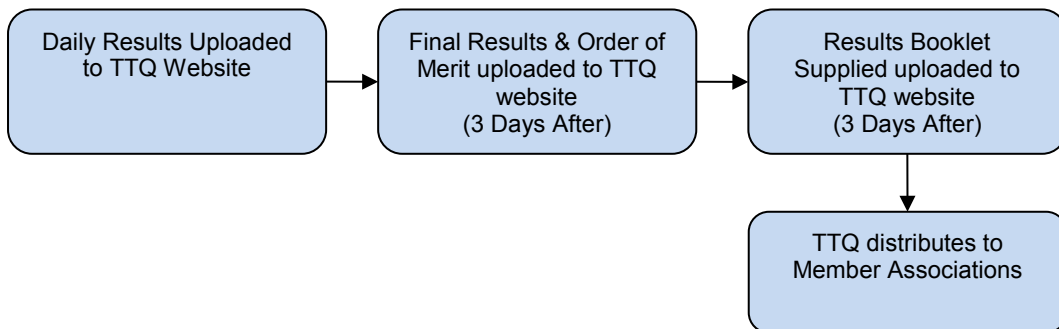 Daily Results Uploaded
to TTQ Website
Final Results & Order of
Merit uploaded to TTQ
website
(3 Days After)
Results Booklet
Supplied uploaded to
TTQ website
(3 Days After)
TTQ distributes to
Member Associations